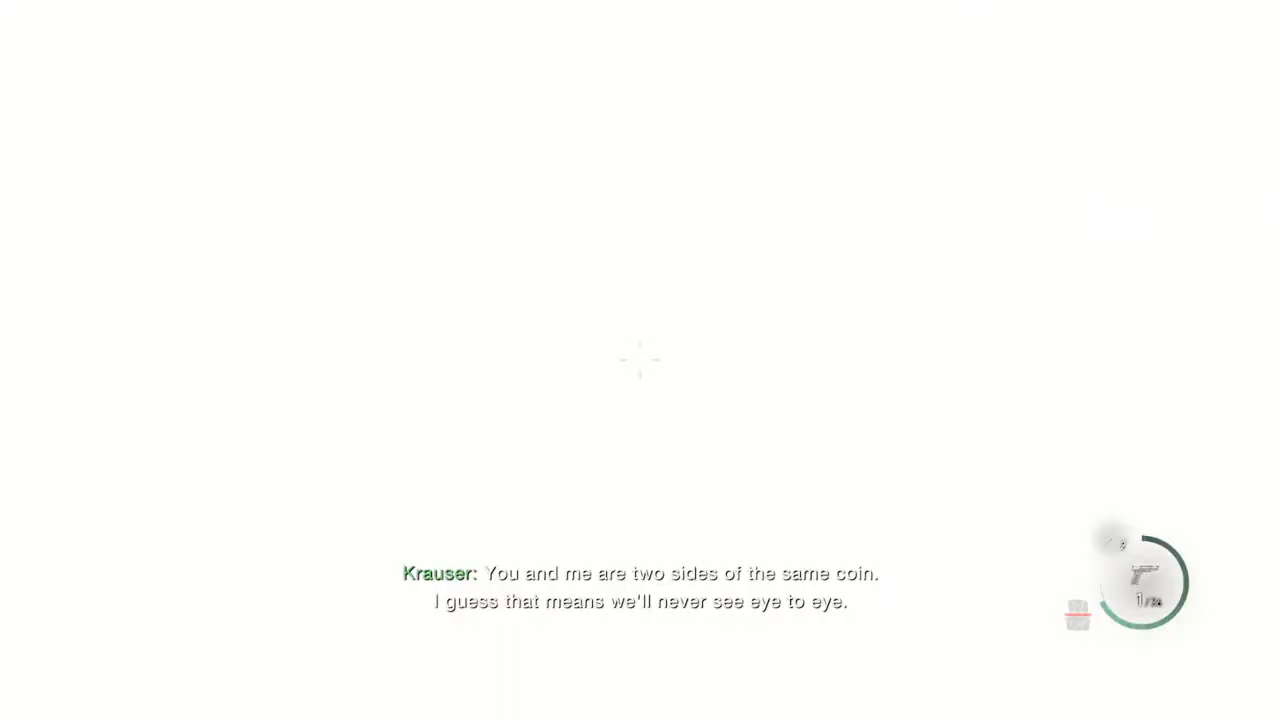 Krauser: You and me are two sides of the same coin.
I guess that means we'll never see eye to eye.
1